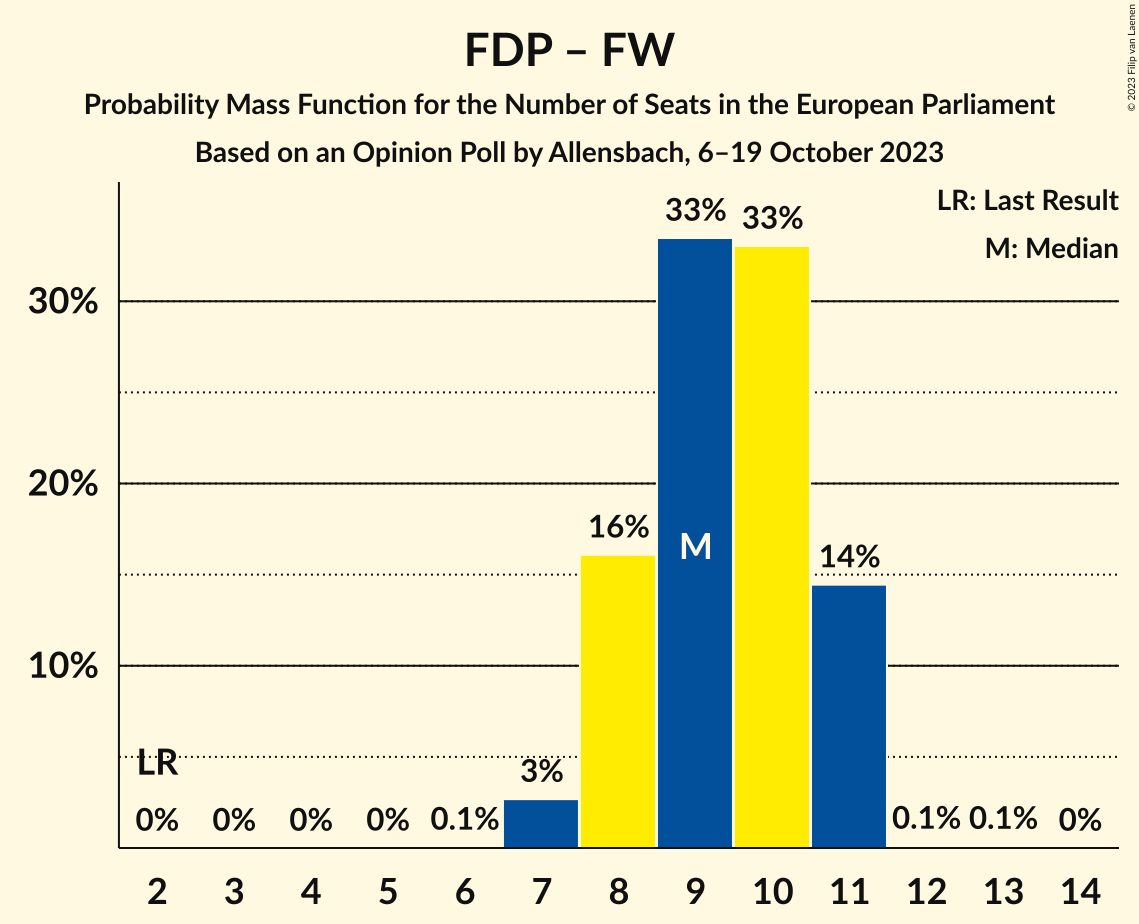 FDP – FW
Probability Mass Function for the Number of Seats in the European Parliament
Based on an Opinion Poll by Allensbach, 6–19 October 2023
© 2023 Filip van Laenen
LR: Last Result
M: Median
30%
20%
10%
33%
33%
16%
14%
M
LR
3%
0% 0% 0% 0% 0.1% 0.1% 0.1% 0%
2 3 4 5 6 7 8 9 10 11 12 13 14